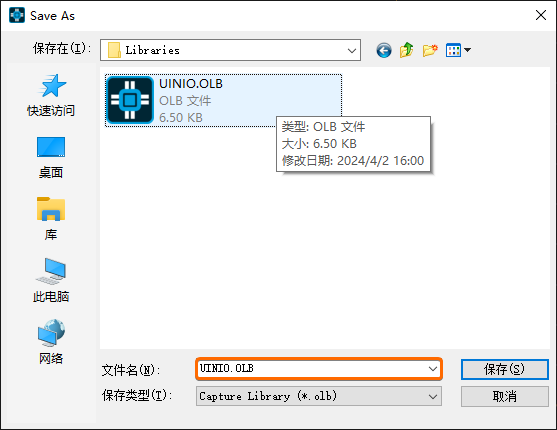 Save As
保存在(I):
Libraries
快速访问
桌面
库
此电脑
网络
UINIO.OLB
OLB 文件
6.50 KB
类型: OLB 文件
大小: 6.50 KB
修改日期: 2024/4/2 16:00
文件名(N):
UINIO.OLB
保存(S)
保存类型(T):
Capture Library (*.olb)
取消